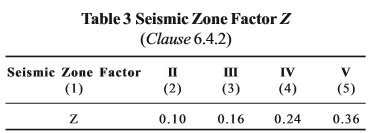 Table 3 Seismic Zone Factor Z
(Clause 6.4.2)
Seismic Zone Factor II III IV V
(1) (2) (3) (4) (5)
Z 0.10 0.16 0.24 0.36